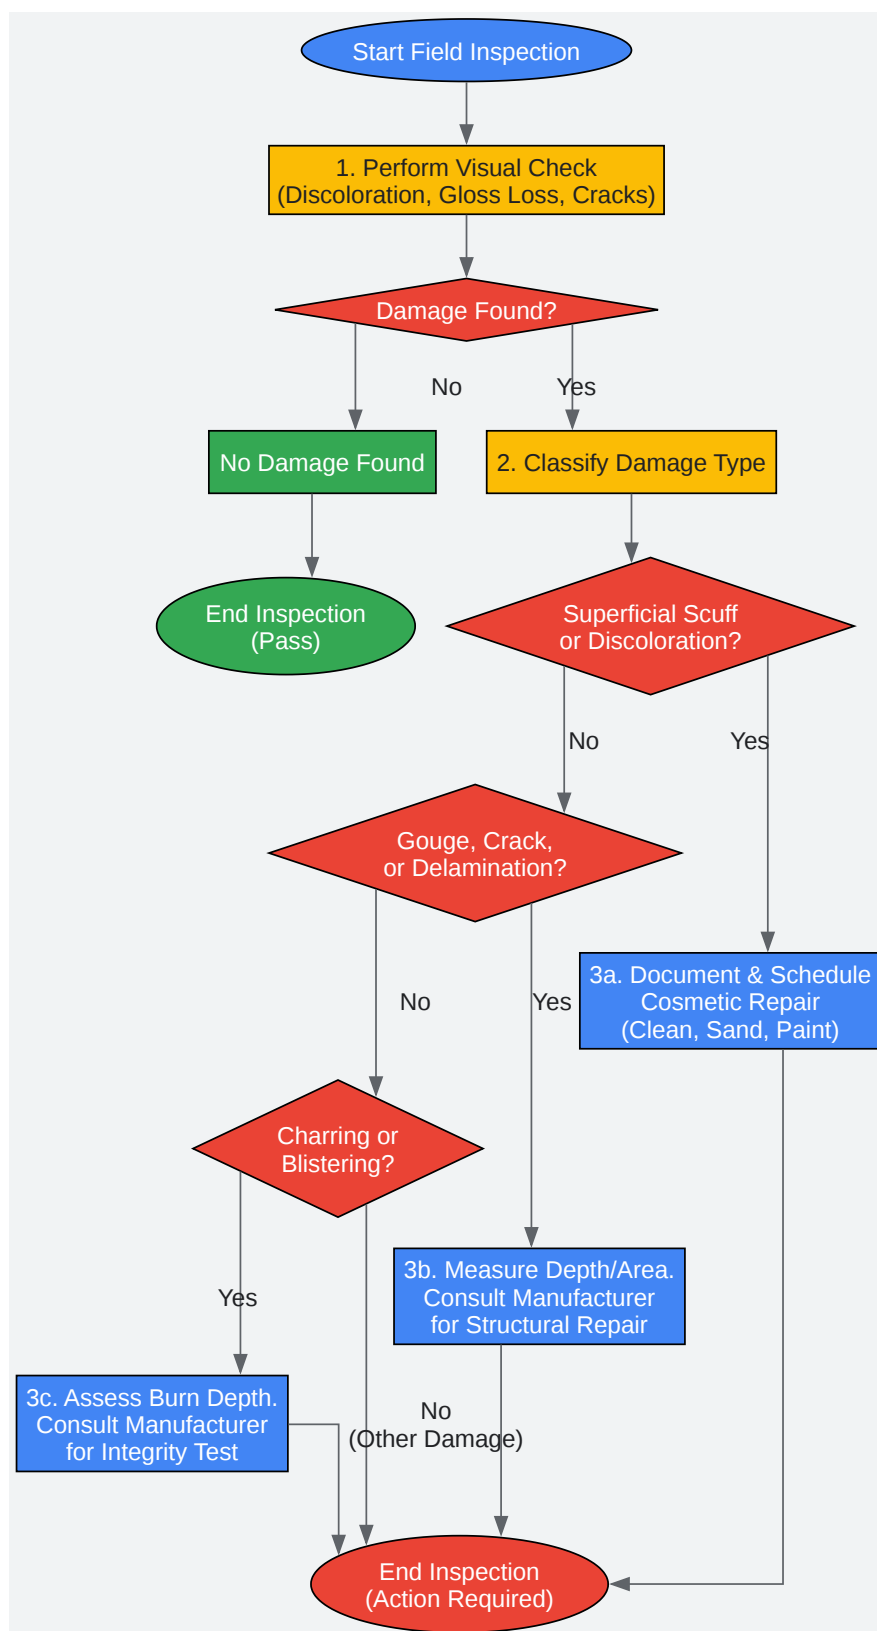 Start Field Inspection
1. Perform Visual Check
(Discoloration, Gloss Loss, Cracks)
Damage Found?
No
Yes
No Damage Found
2. Classify Damage Type
End Inspection
(Pass)
Superficial Scuff
or Discoloration?
No
Yes
Gouge, Crack,
or Delamination?
3a. Document & Schedule
Cosmetic Repair
(Clean, Sand, Paint)
No
Yes
Charring or
Blistering?
3b. Measure Depth/Area.
Consult Manufacturer
for Structural Repair
Yes
3c. Assess Burn Depth.
Consult Manufacturer
for Integrity Test
No
(Other Damage)
End Inspection
(Action Required)